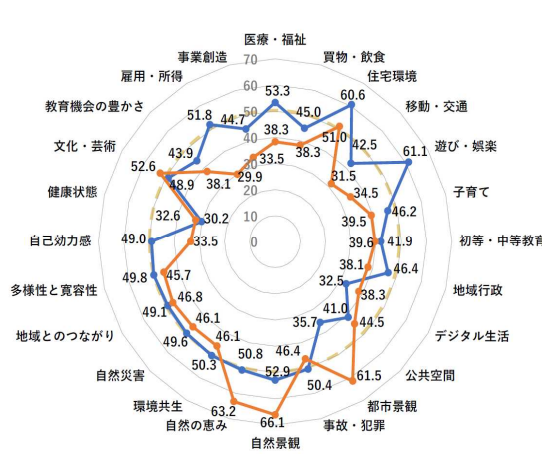 医療・福祉
事業創造
買物・飲食
雇用・所得
住宅環境
教育機会の豊かさ
移動・交通
文化・芸術
遊び・娯楽
健康状態
子育て
自己効力感
初等・中等教育
多様性と寛容性
地域行政
地域とのつながり
デジタル生活
自然災害
公共空間
環境共生
都市景観
自然の恵み
事故・犯罪
自然景観
70
60
50
40
30
20
10
0
53.3
45.0
60.6
42.5
61.1
46.2
41.9
46.4
32.5
41.0
35.7
50.4
52.9
50.8
50.3
49.6
49.1
49.8
49.0
30.2
48.9
43.9
51.8
44.7
38.3
38.3
51.0
31.5
34.5
39.5
39.6
38.1
38.3
44.5
61.5
46.4
66.1
63.2
46.1
46.1
46.8
45.7
33.5
32.6
52.6
38.1
29.9
33.5